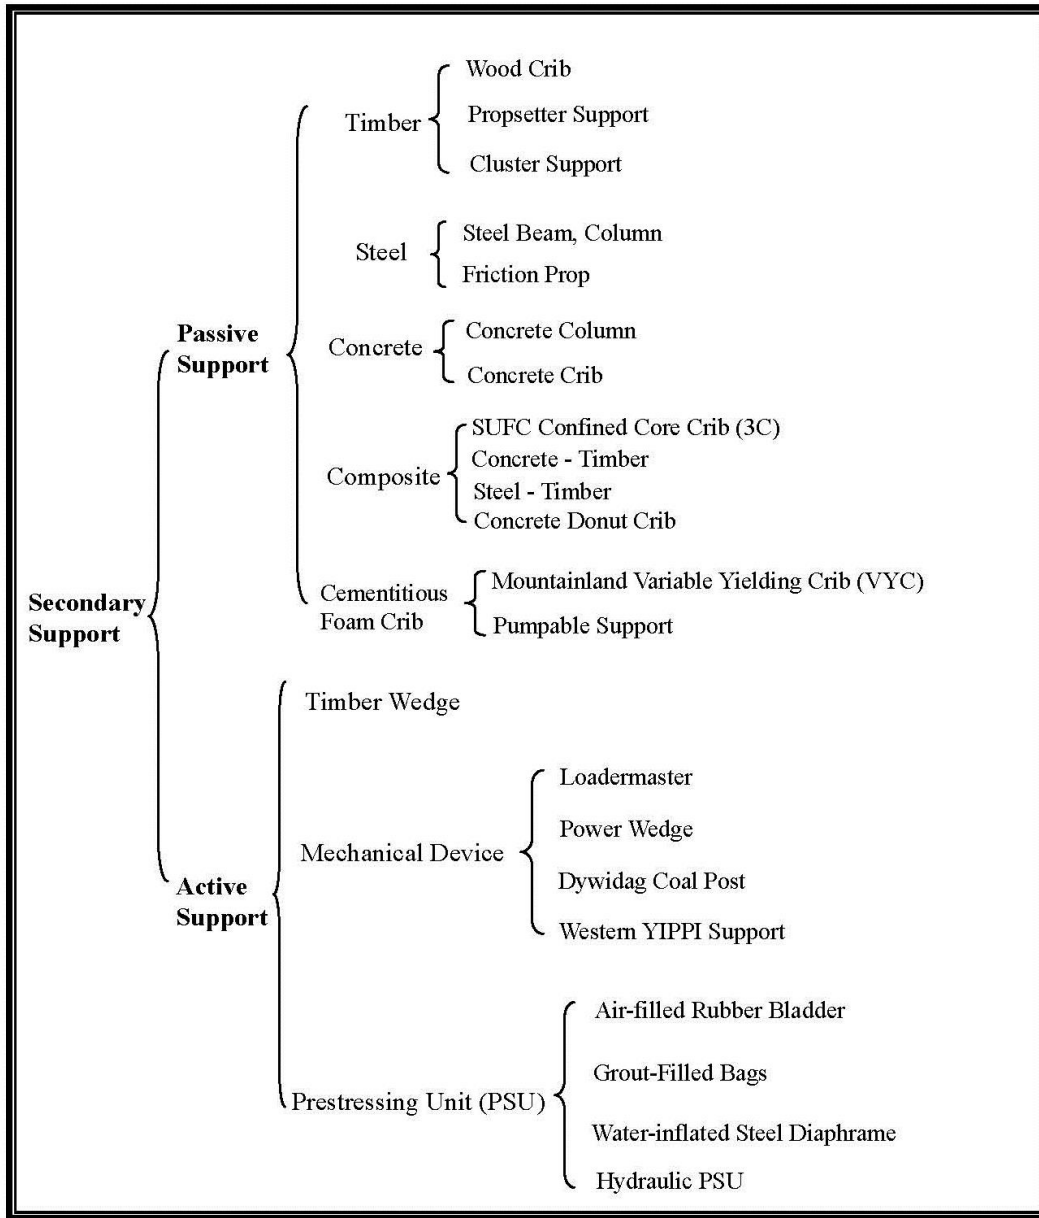 Secondary
Support
Passive
Support
Timber
Wood Crib
Propsetter Support
Cluster Support
Steel
Steel Beam, Column
Friction Prop
Concrete
Concrete Column
Concrete Crib
Composite
SUFC Confined Core Crib (3C)
Concrete - Timber
Steel - Timber
Concrete Donut Crib
Cementitious
Foam Crib
Mountainland Variable Yielding Crib (VYC)
Pumpable Support
Active
Support
Timber Wedge
Mechanical Device
Loadermaster
Power Wedge
Dywidag Coal Post
Western YIPPI Support
Prestressing Unit (PSU)
Air-filled Rubber Bladder
Grout-Filled Bags
Water-inflated Steel Diaphrame
Hydraulic PSU